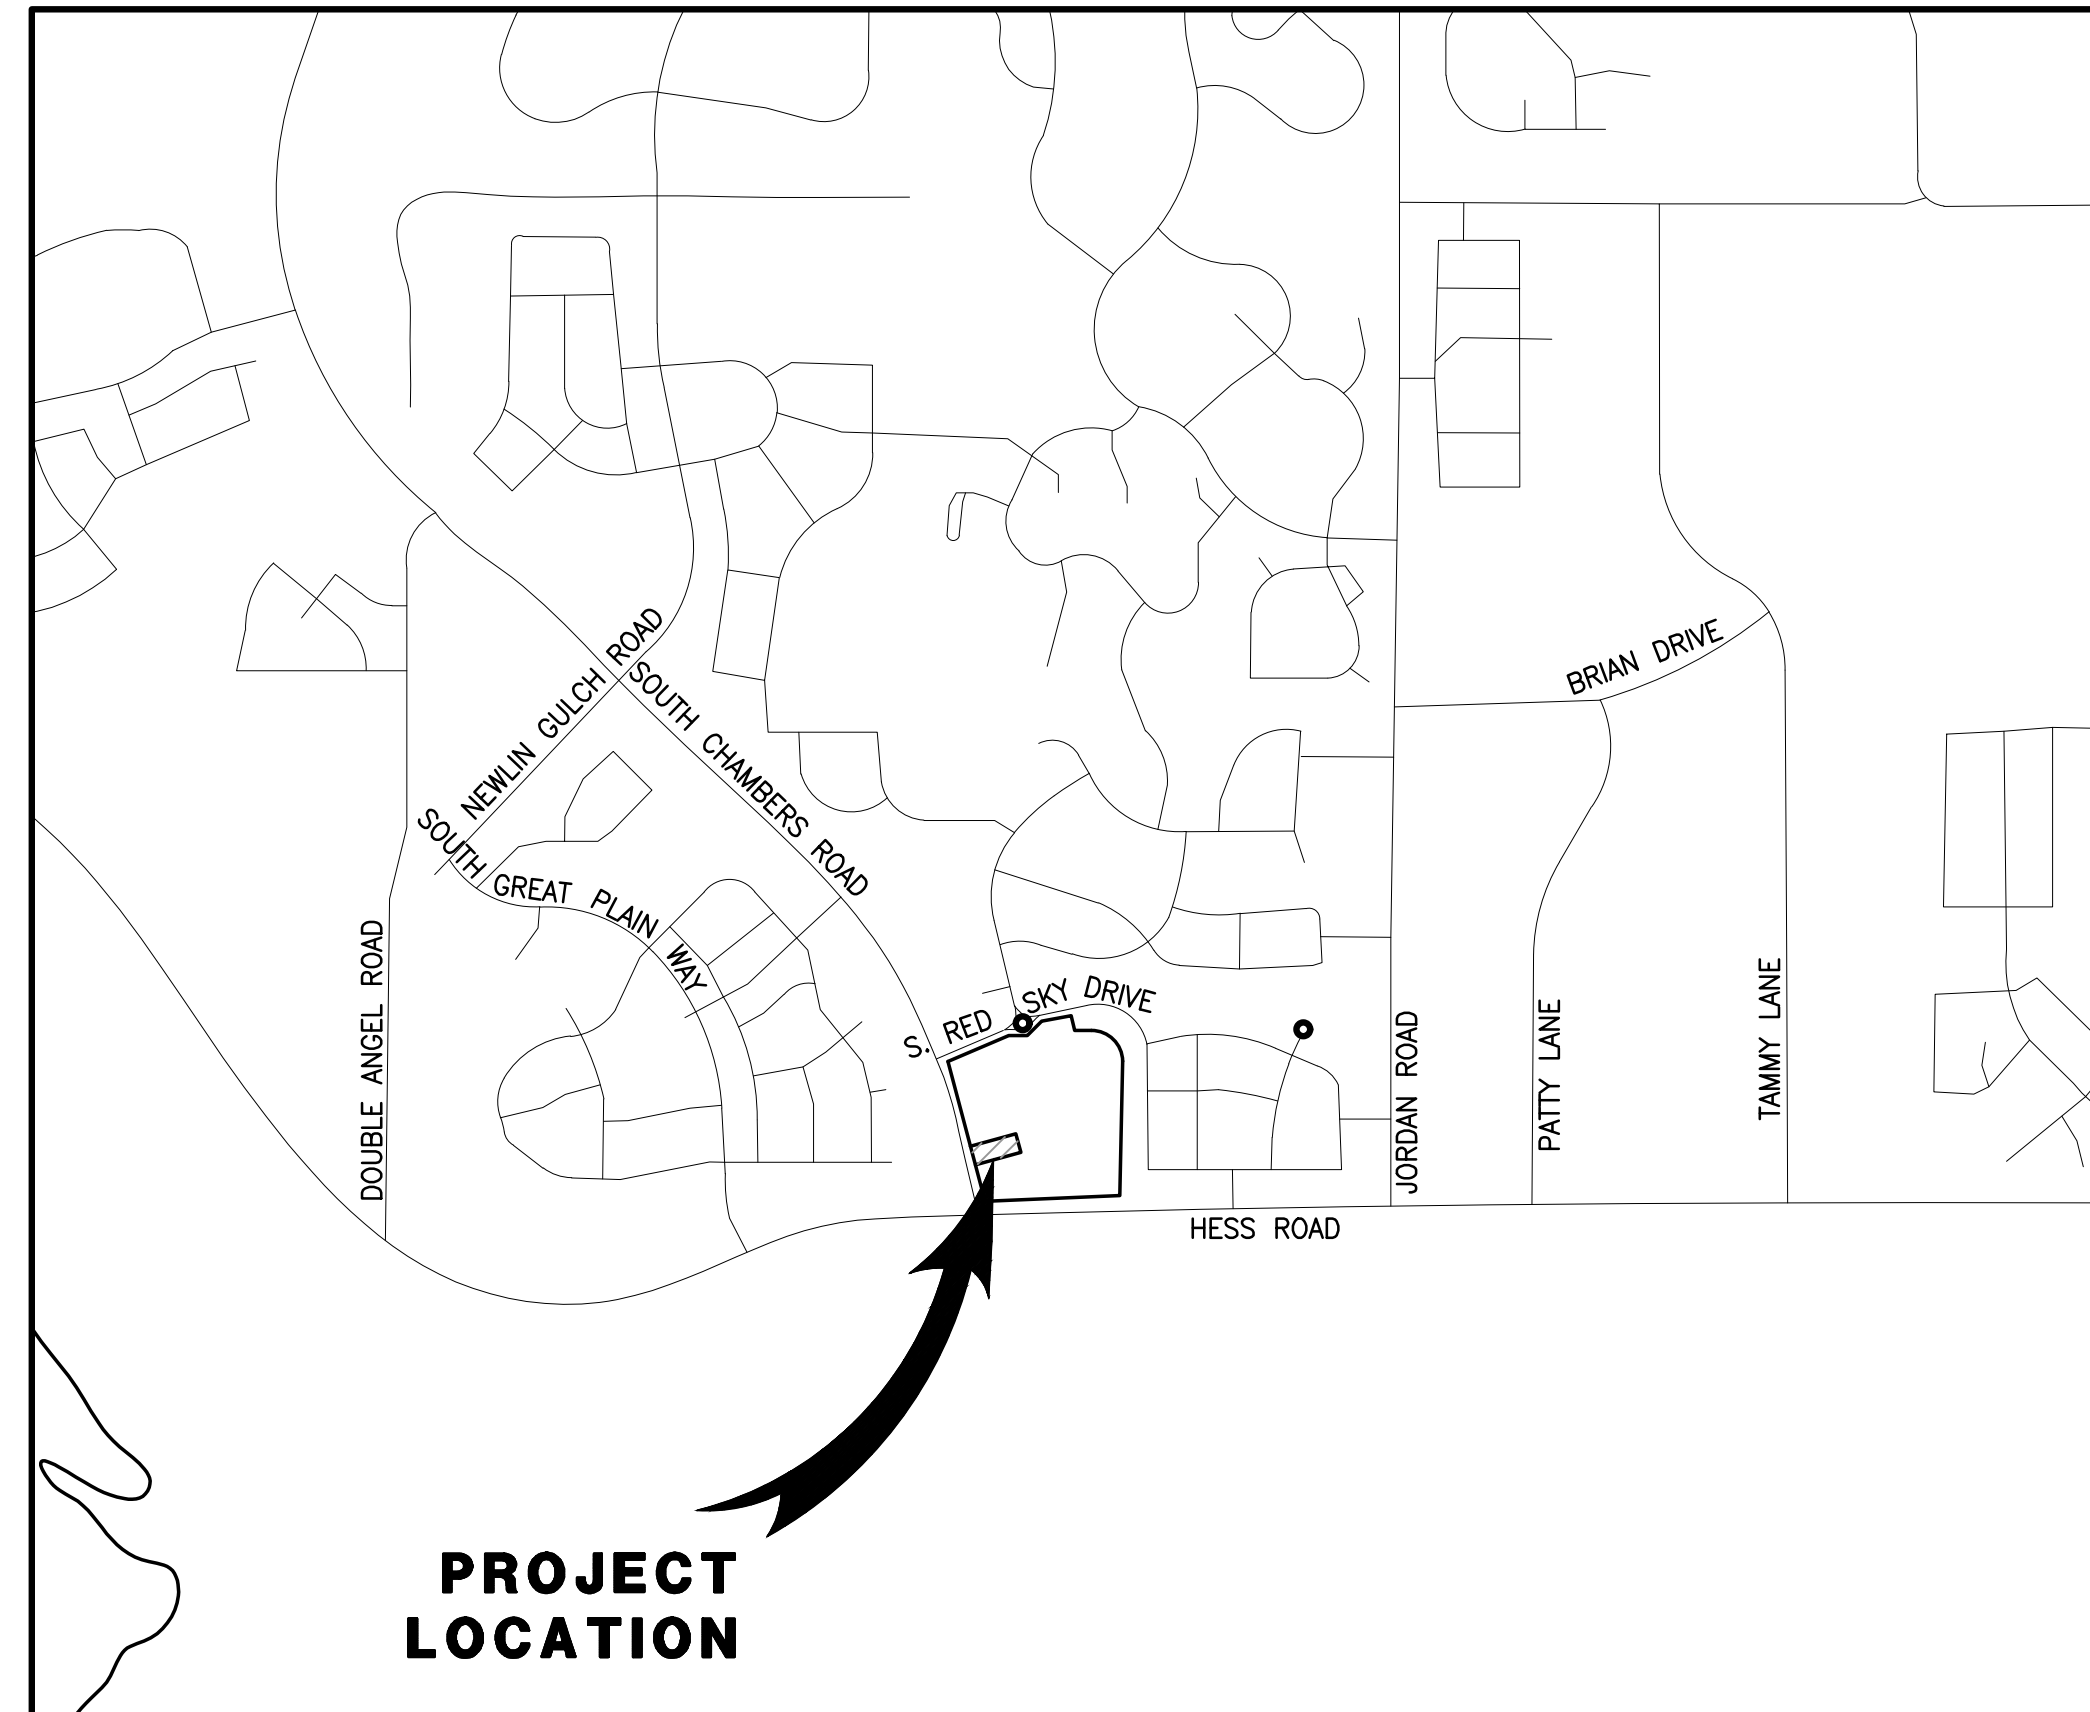 SOUTH NEWLIN GULCH ROAD
SOUTH CHAMBERS ROAD
BRIAN DRIVE
GREAT PLAIN WAY
DOUBLE ANGEL ROAD
S. RED SKY DRIVE
JORDAN ROAD
PATTY LANE
TAMMY LANE
HESS ROAD
PROJECT
LOCATION